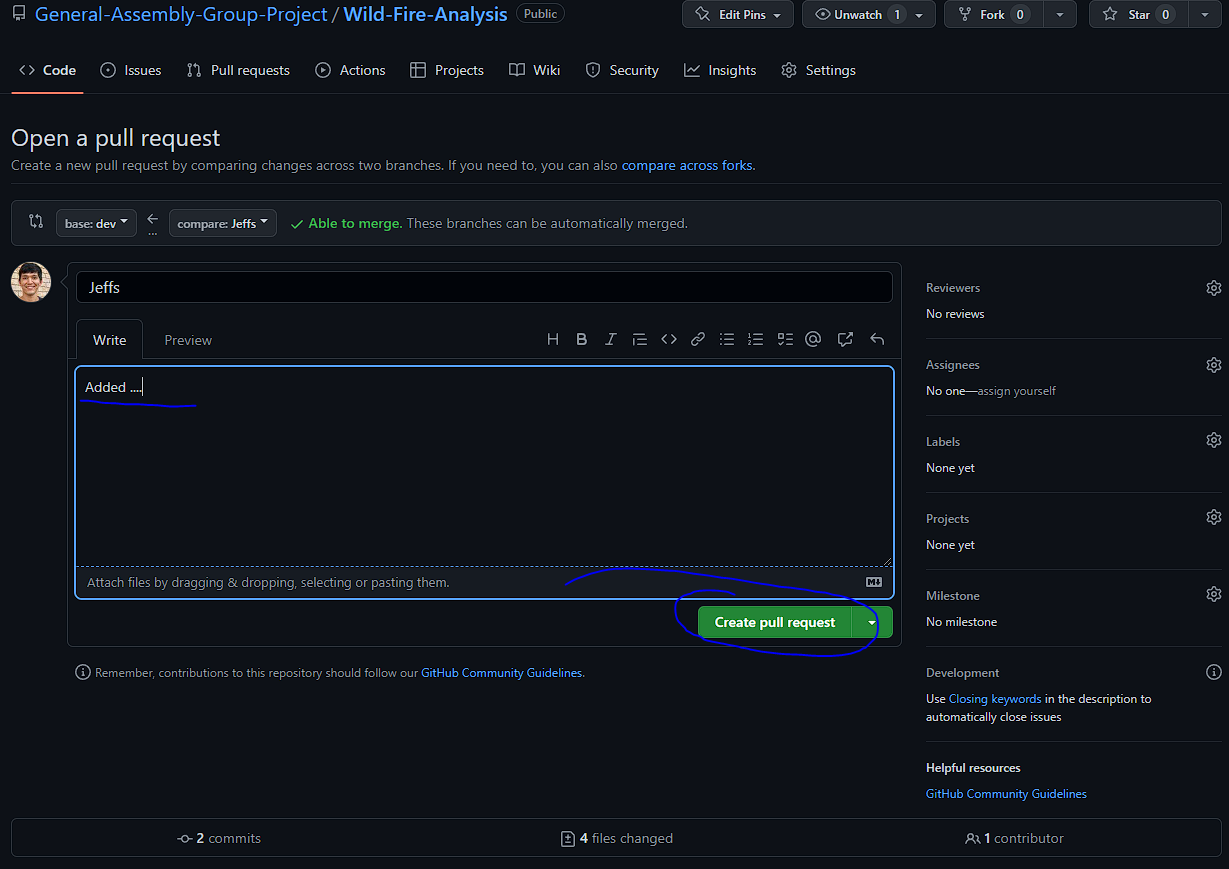 General-Assembly-Group-Project / Wild-Fire-Analysis Public Edit Pins Unwatch 1 Fork 0 Star 0
Code Issues Pull requests Actions Projects Wiki Security Insights Settings
Open a pull request
Create a new pull request by comparing changes across two branches. If you need to, you can also compare across forks.
base: dev ... compare: Jeffs Able to merge. These branches can be automatically merged.
Jeffs
Write Preview
Added ....
Attach files by dragging & dropping, selecting or pasting them.
Create pull request
Remember, contributions to this repository should follow our GitHub Community Guidelines.
Reviewers
No reviews
Assignees
No one—assign yourself
Labels
None yet
Projects
None yet
Milestone
No milestone
Development
Use Closing keywords in the description to
automatically close issues
Helpful resources
GitHub Community Guidelines
2 commits 4 files changed 1 contributor